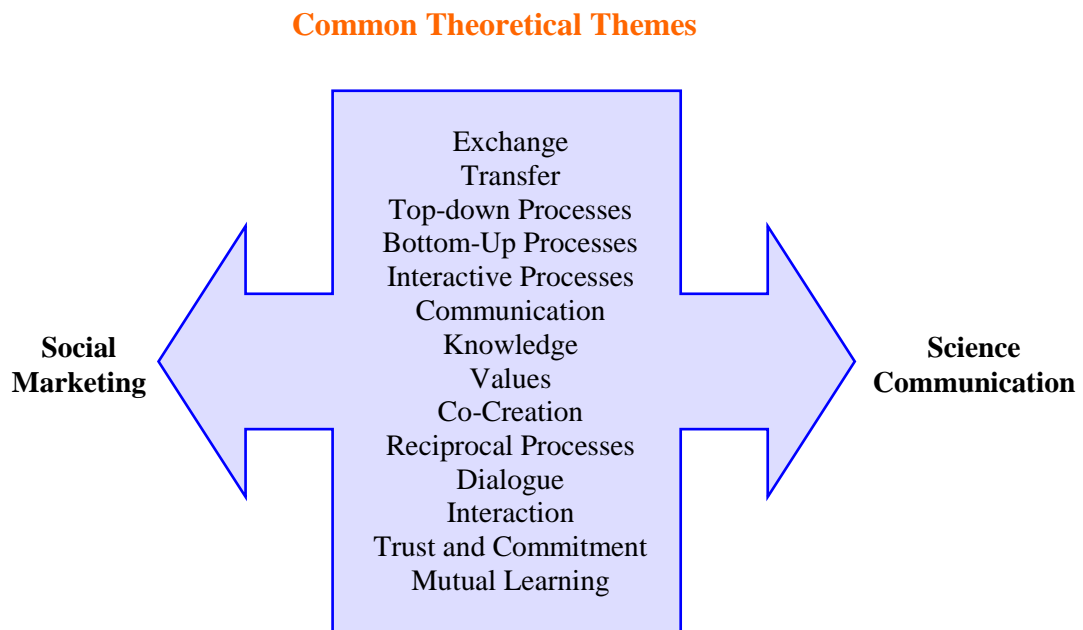 Common Theoretical Themes
Exchange
Transfer
Top-down Processes
Bottom-Up Processes
Interactive Processes
Communication
Knowledge
Values
Co-Creation
Reciprocal Processes
Dialogue
Interaction
Trust and Commitment
Mutual Learning
Social
Marketing
Science
Communication